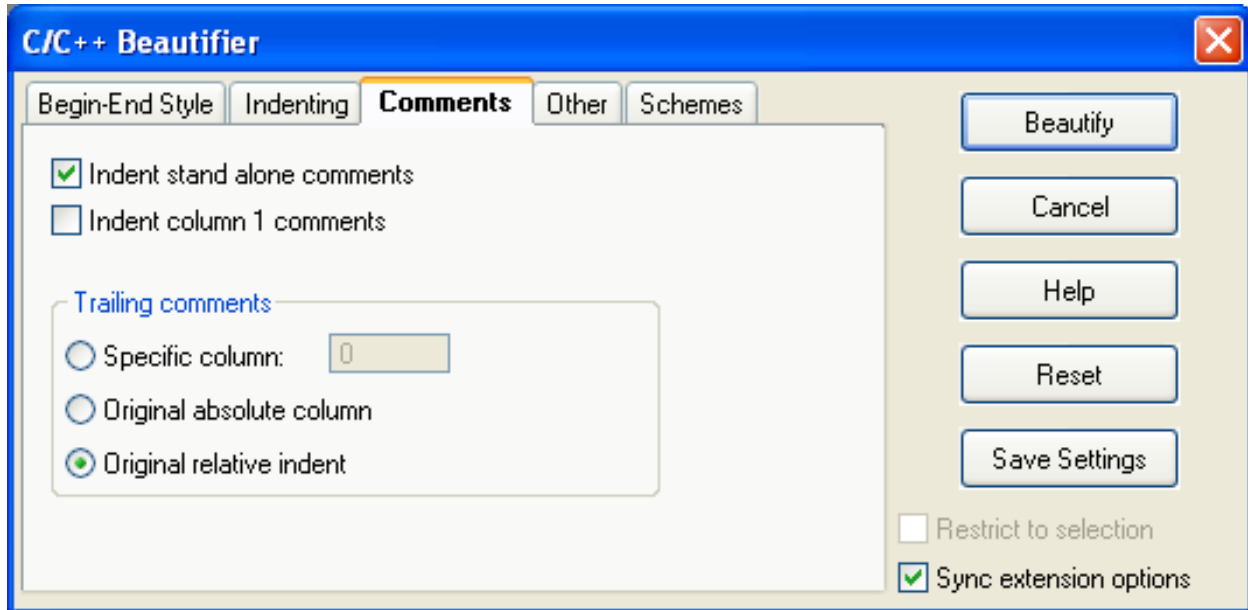 C/C++ Beautifier
Begin-End Style Indenting Comments Other Schemes
Indent stand alone comments
Indent column 1 comments
Trailing comments
Specific column: 0
Original absolute column
Original relative indent
Beautify
Cancel
Help
Reset
Save Settings
Restrict to selection
Sync extension options